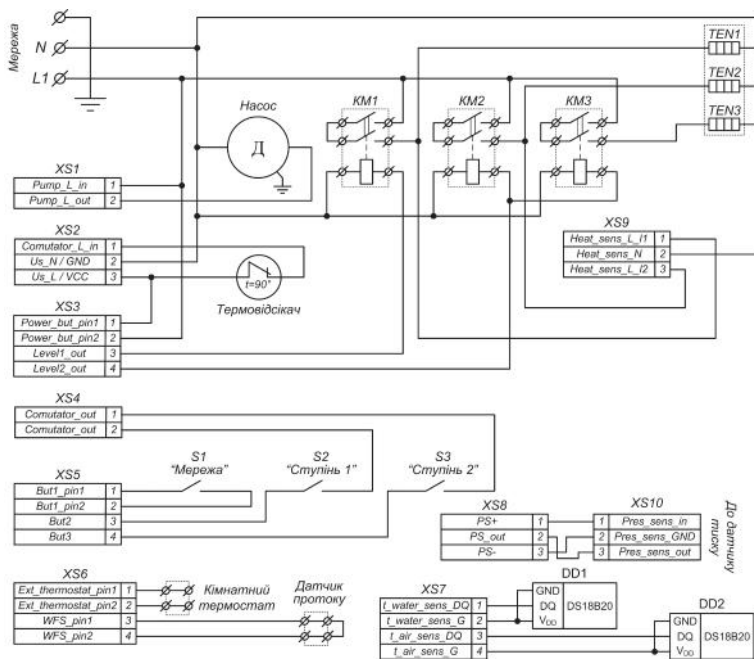 Мережа
N
L1
Насос
Д
KM1
KM2
KM3
TEN1
TEN2
TEN3
XS1
Pump_L_in 1
Pump_L_out 2
XS2
Comutator_L_in 1
Us_N / GND 2
Us_L / VCC 3
t=90°
Термовідсікач
XS9
Heat_sens_L_l1 1
Heat_sens_N 2
Heat_sens_L_l2 3
XS3
Power_but_pin1 1
Power_but_pin2 2
Level1_out 3
Level2_out 4
XS4
Comutator_out 1
Comutator_out 2
XS5
But1_pin1 1
But1_pin2 2
But2 3
But3 4
S1
"Мережа"
S2
"Ступінь 1"
S3
"Ступінь 2"
XS8
PS+ 1
PS_out 2
PS- 3
XS10
1 Pres_sens_in
2 Pres_sens_GND
3 Pres_sens_out
До датчику
тиску
XS6
Ext_thermostat_pin1 1
Ext_thermostat_pin2 2
WFS_pin1 3
WFS_pin2 4
Кімнатний
термостат
Датчик
протоку
XS7
t_water_sens_DQ 1
t_water_sens_G 2
t_air_sens_DQ 3
t_air_sens_G 4
DD1
GND
DQ DS18B20
VDD
DD2
GND
DQ DS18B20
VDD